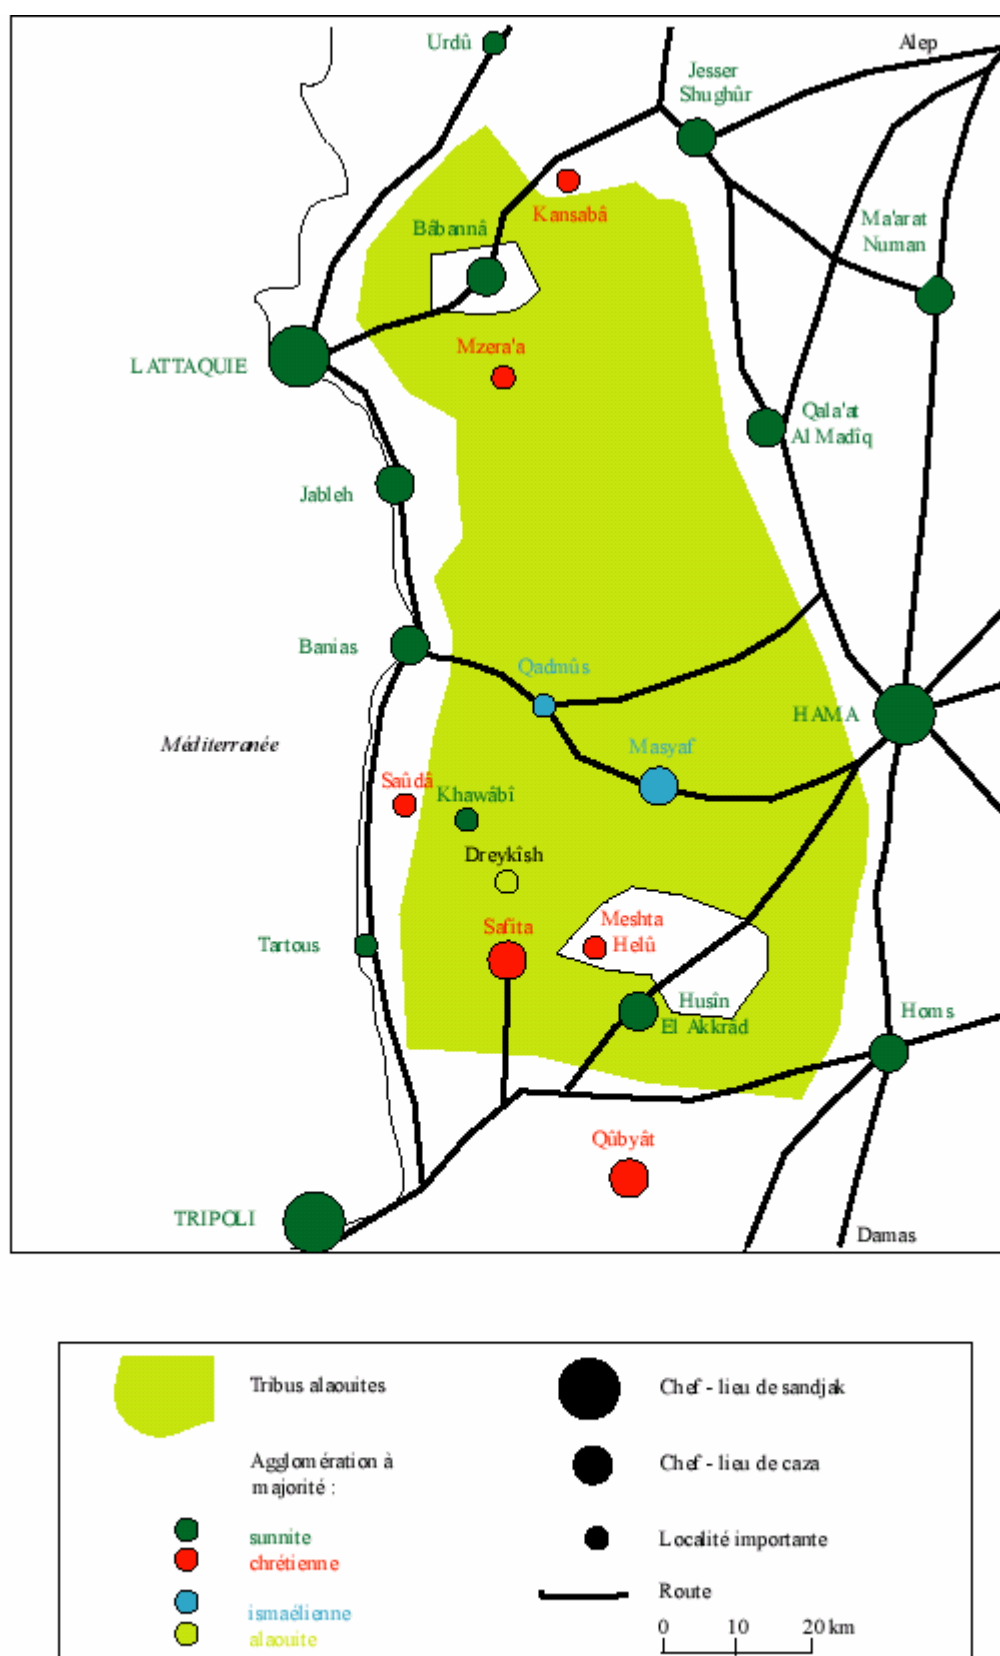 Urdû
Alep
Jesser
Shughûr
Kansabâ
Bâbannâ
Ma'arat
Numan
LATTAQUIE
Mzera'a
Qala'at
Al Madîq
Jableh
Banias
Qadmûs
HAMA
Méditerranée
Masyaf
Saûdâ
Khawâbî
Dreykîsh
Safita
Meshta
Helû
Tartous
Husîn
El Akkrâd
Homs
Qûbyât
TRIPOLI
Damas
Tribus alaouites
Chef - lieu de sandjak
Agglomération à
majorité :
Chef - lieu de caza
sunnite
chrétienne
Localité importante
ismaélienne
alaouite
Route
0 10 20 km